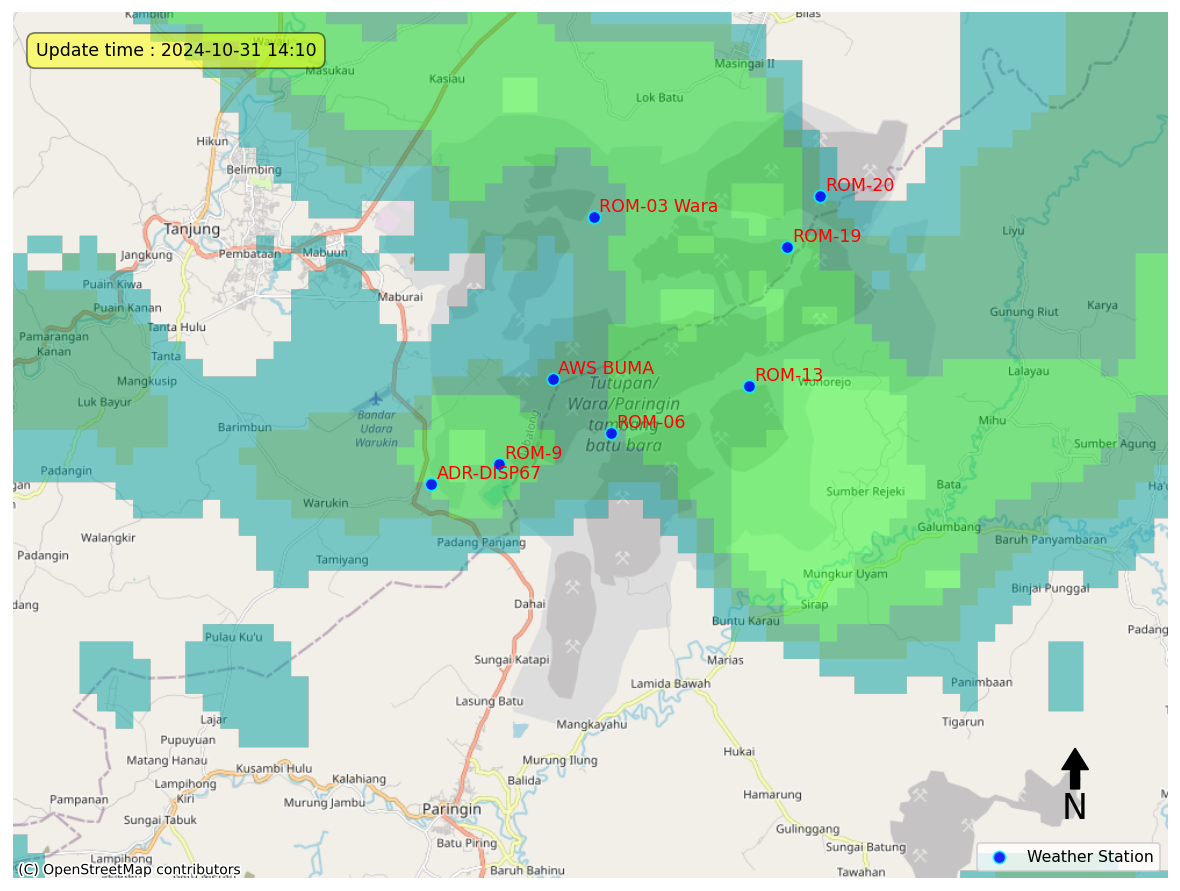 Kambitin
Bilas
Update time : 2024-10-31 14:10
Masukau
Kasiau
Masingai II
Lok Batu
Hikun
Belimbing
ROM-20
ROM-03 Wara
Tanjung
ROM-19
Liyu
Jangkung
Pembataan
Mabuun
Puain Kiwa
Maburai
Puain Kanan
Gunung Riut
Karya
Tanta Hulu
Pamarangan
Kanan
Tanta
AWS BUMA
ROM-13
Lalayau
Mangkusip
Tutupan/
Wara/Paringin
tambang
batu bara
Wonorejo
Luk Bayur
Bandar
Udara
Warukin
Barimbun
ROM-06
Mihu
Sumber Agung
ROM-9
Padangin
ADR-DISP67
Sumber Rejeki
Bata
Warukin
Galumbang
Walangkir
Padang Panjang
Baruh Panyambaran
Padangin
Tamiyang
Mungkur Uyam
Binjai Punggal
dang
Dahai
Sirap
Buntu Karau
Pulau Ku'u
Padang
Sungai Katapi
Marias
Lamida Bawah
Panimbaan
Lasung Batu
Lajar
Mangkayahu
Tigarun
Pupuyuan
Hukai
Matang Hanau
Murung Ilung
Kusambi Hulu
Kalahiang
Balida
Lampihong
Kiri
Pampanan
Murung Jambu
Hamarung
Paringin
N
Sungai Tabuk
Gulinggang
Batu Piring
Sungai Batung
Lampihong
Weather Station
(C) OpenStreetMap contributors
Baruh Bahinu
Tawahan